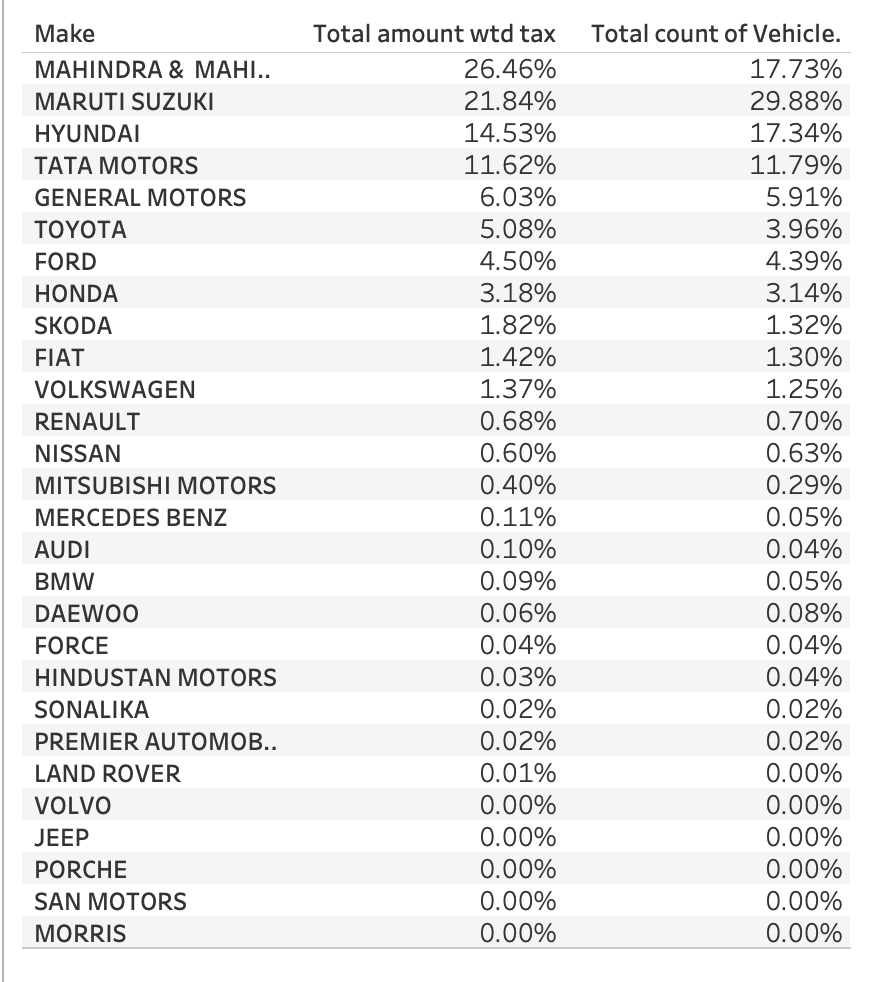 Make Total amount wtd tax Total count of Vehicle.
MAHINDRA & MAHI.. 26.46% 17.73%
MARUTI SUZUKI 21.84% 29.88%
HYUNDAI 14.53% 17.34%
TATA MOTORS 11.62% 11.79%
GENERAL MOTORS 6.03% 5.91%
TOYOTA 5.08% 3.96%
FORD 4.50% 4.39%
HONDA 3.18% 3.14%
SKODA 1.82% 1.32%
FIAT 1.42% 1.30%
VOLKSWAGEN 1.37% 1.25%
RENAULT 0.68% 0.70%
NISSAN 0.60% 0.63%
MITSUBISHI MOTORS 0.40% 0.29%
MERCEDES BENZ 0.11% 0.05%
AUDI 0.10% 0.04%
BMW 0.09% 0.05%
DAEWOO 0.06% 0.08%
FORCE 0.04% 0.04%
HINDUSTAN MOTORS 0.03% 0.04%
SONALIKA 0.02% 0.02%
PREMIER AUTOMOB.. 0.02% 0.02%
LAND ROVER 0.01% 0.00%
VOLVO 0.00% 0.00%
JEEP 0.00% 0.00%
PORCHE 0.00% 0.00%
SAN MOTORS 0.00% 0.00%
MORRIS 0.00% 0.00%